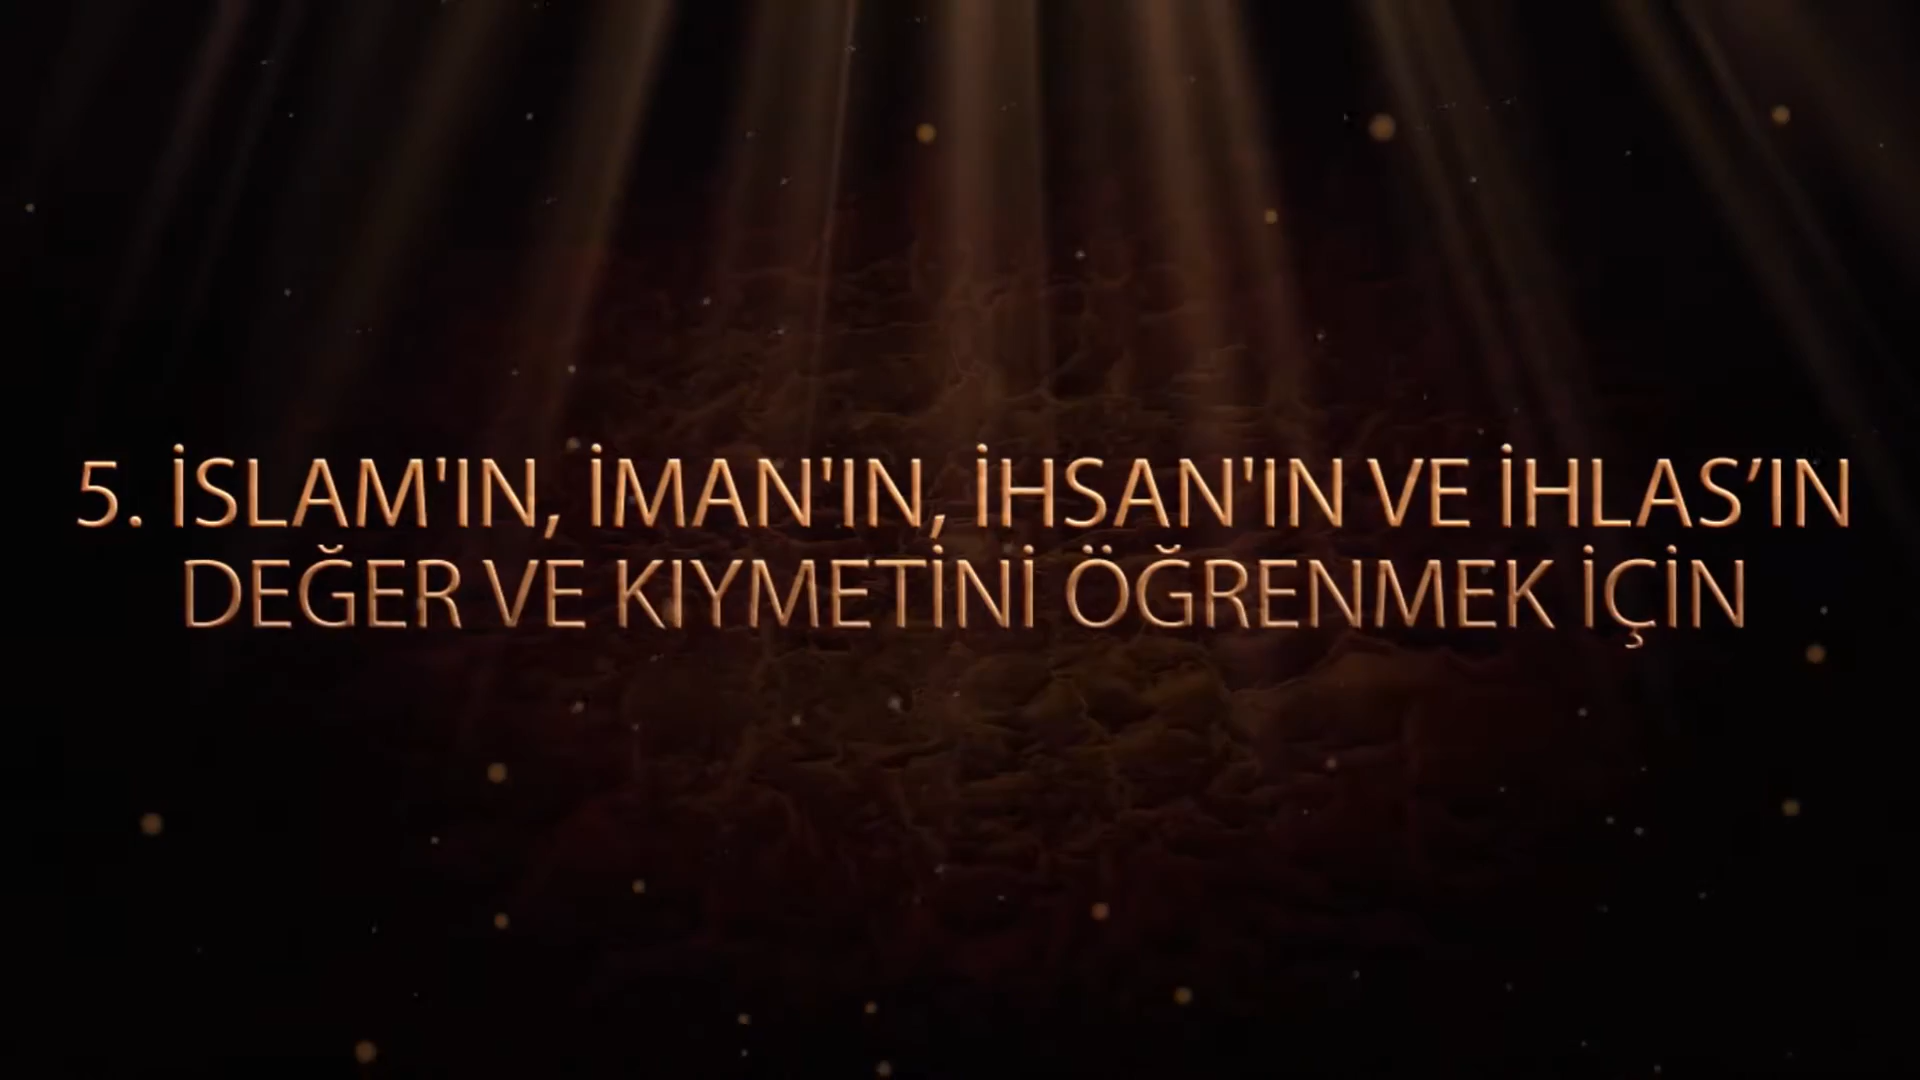 5. İSLAM'IN, İMAN'IN, İHSAN'IN VE İHLAS’IN
DEĞER VE KIYMETİNİ ÖĞRENMEK İÇİN